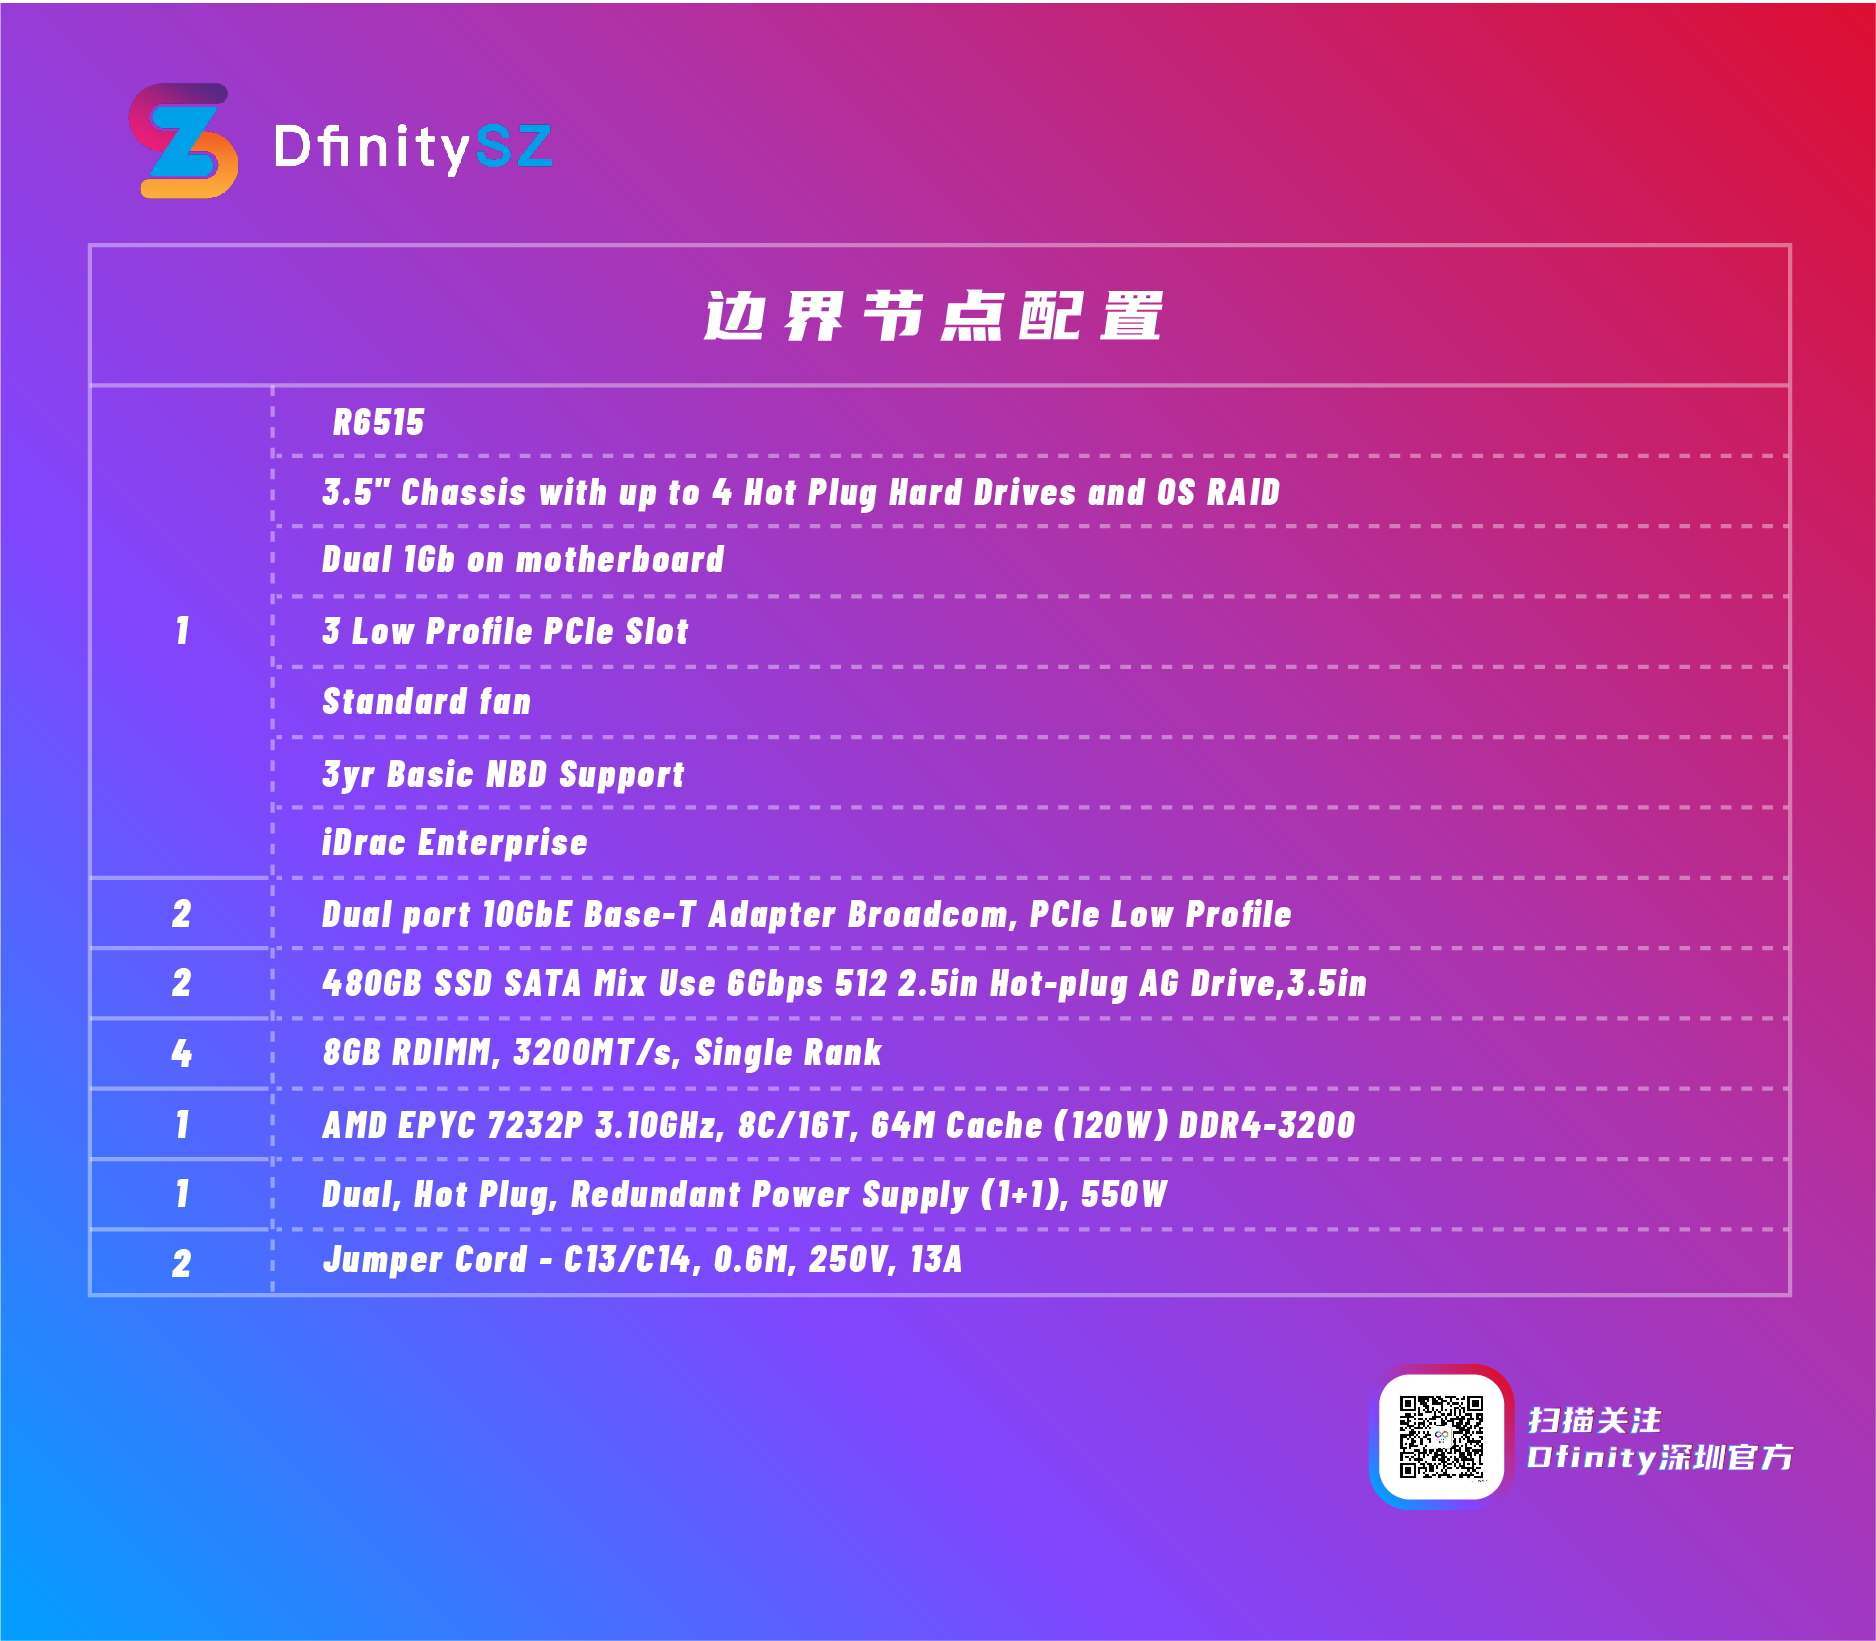 DfinitySZ
边界节点配置
R6515
3.5" Chassis with up to 4 Hot Plug Hard Drives and OS RAID
Dual 1Gb on motherboard
1
3 Low Profile PCIe Slot
Standard fan
3yr Basic NBD Support
iDrac Enterprise
2 Dual port 10GbE Base-T Adapter Broadcom, PCIe Low Profile
2 480GB SSD SATA Mix Use 6Gbps 512 2.5in Hot-plug AG Drive,3.5in
4 8GB RDIMM, 3200MT/s, Single Rank
1 AMD EPYC 7232P 3.10GHz, 8C/16T, 64M Cache (120W) DDR4-3200
1 Dual, Hot Plug, Redundant Power Supply (1+1), 550W
2 Jumper Cord - C13/C14, 0.6M, 250V, 13A
扫描关注
Dfinity深圳官方